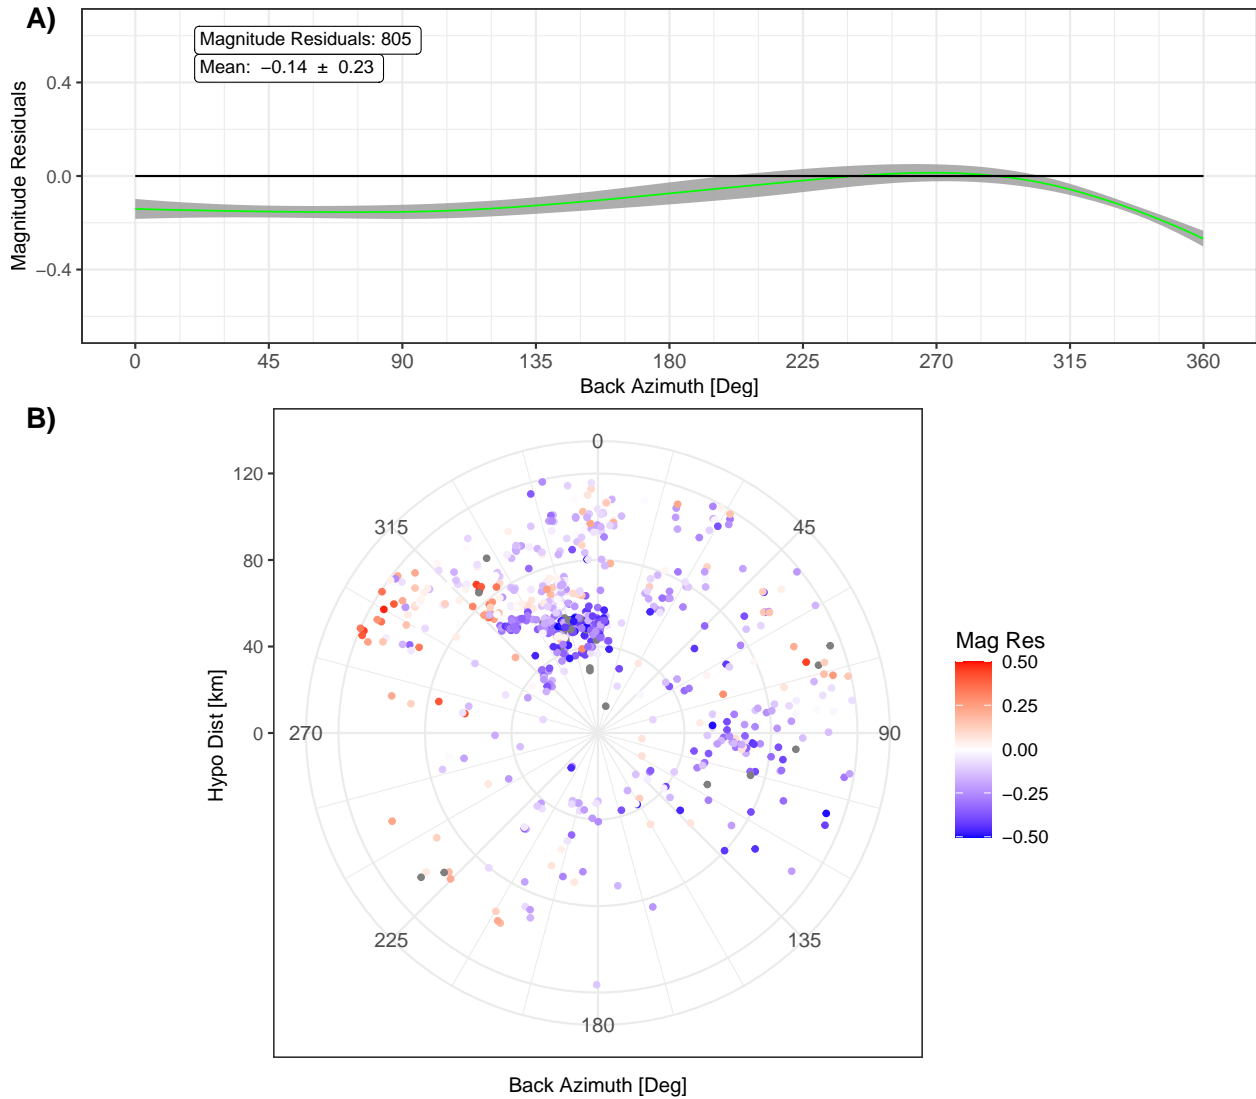 A)
Magnitude Residuals: 805
Mean: −0.14 ± 0.23
0.4
0.0
−0.4
Magnitude Residuals
0 45 90 135 180 225 270 315 360
Back Azimuth [Deg]
B)
0
45
90
135
180
225
270
315
120
80
40
0
Hypo Dist [km]
Back Azimuth [Deg]
Mag Res
0.50
0.25
0.00
−0.25
−0.50